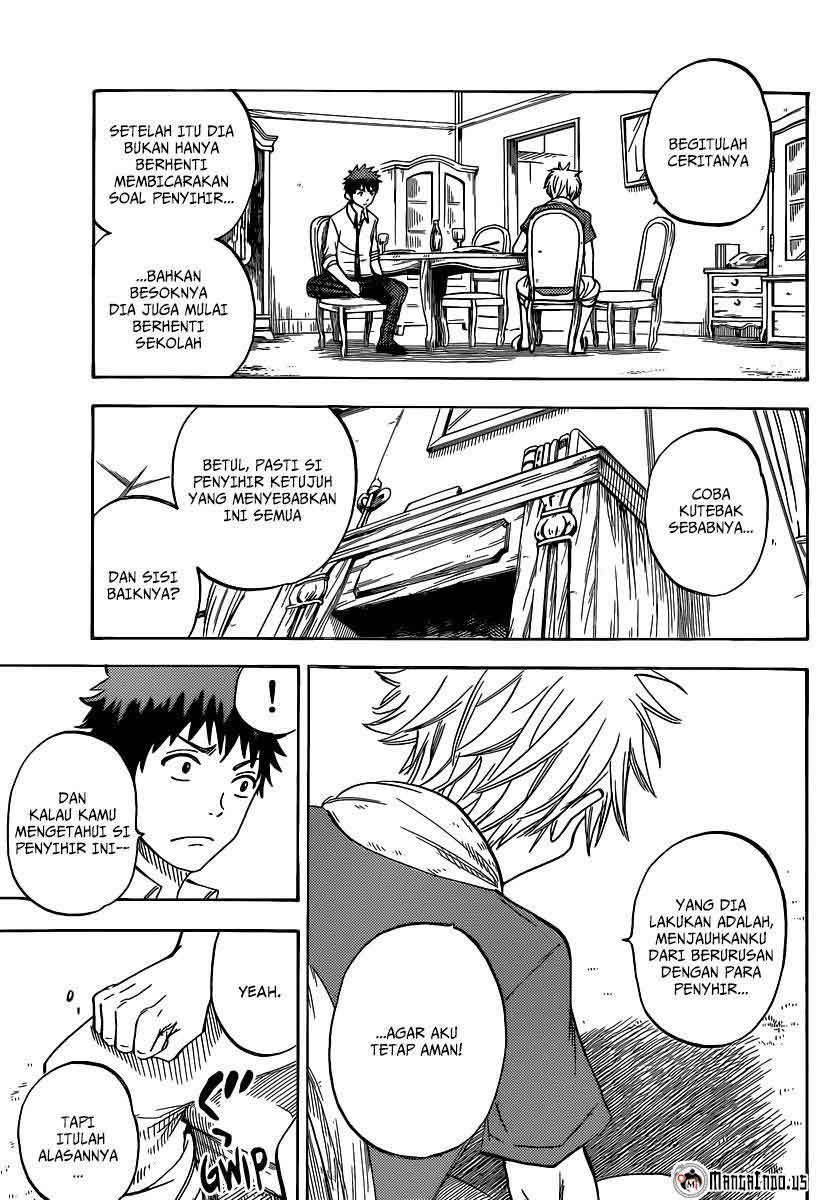 BEGITULAH
CERITANYA
SETELAH ITU DIA
BUKAN HANYA
BERHENTI
MEMBICARAKAN
SOAL PENYIHIR...
...BAHKAN
BESOKNYA
DIA JUGA MULAI
BERHENTI
SEKOLAH
COBA
KUTEBAK
SEBABNYA...
BETUL, PASTI SI
PENYIHIR KETUJUH
YANG MENYEBABKAN
INI SEMUA
DAN SISI
BAIKNYA?
YANG DIA
LAKUKAN ADALAH,
MENJAUHKANKU
DARI BERURUSAN
DENGAN PARA
PENYIHIR...
...AGAR AKU
TETAP AMAN!
!
DAN
KALAU KAMU
MENGETAHUI SI
PENYIHIR INI--
YEAH.
TAPI
ITULAH
ALASANNYA
...
GWIP
MANGAINDO.US